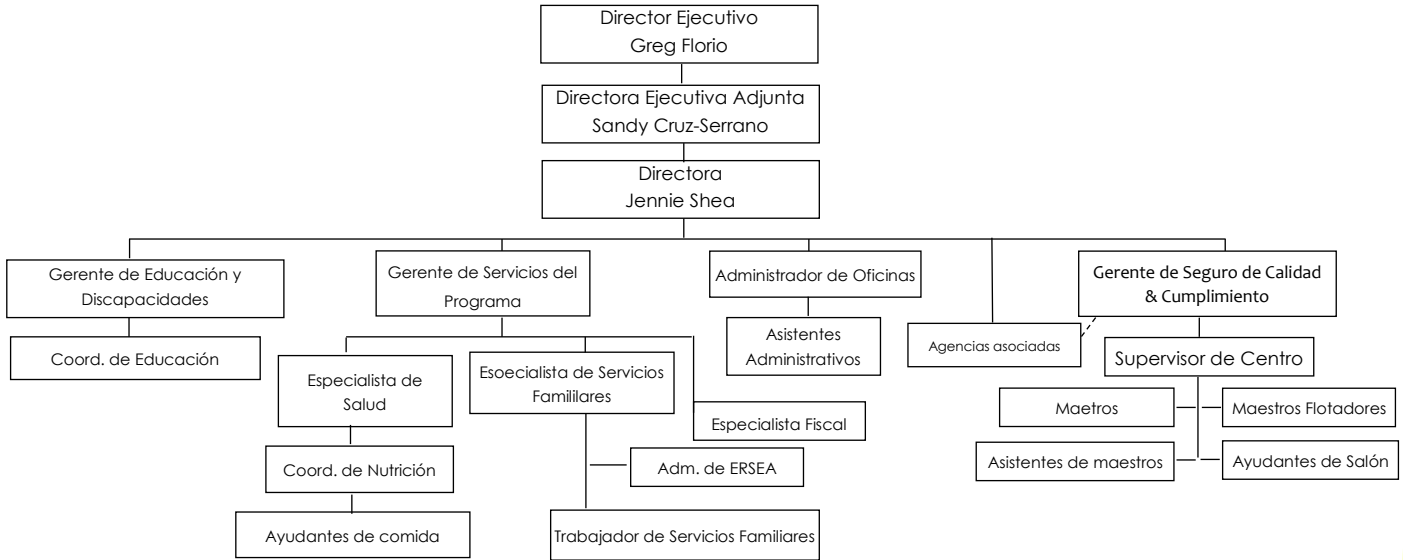 Director Ejecutivo
Greg Florio
Directora Ejecutiva Adjunta
Sandy Cruz-Serrano
Directora
Jennie Shea
Gerente de Educación y
Discapacidades
Gerente de Servicios del
Programa
Administrador de Oficinas
Gerente de Seguro de Calidad
& Cumplimiento
Coord. de Educación
Asistentes
Administrativos
Agencias asociadas
Supervisor de Centro
Especialista de
Salud
Esoecialista de Servicios
Famililares
Especialista Fiscal
Maetros
Maestros Flotadores
Coord. de Nutrición
Adm. de ERSEA
Asistentes de maestros
Ayudantes de Salón
Ayudantes de comida
Trabajador de Servicios Familiares